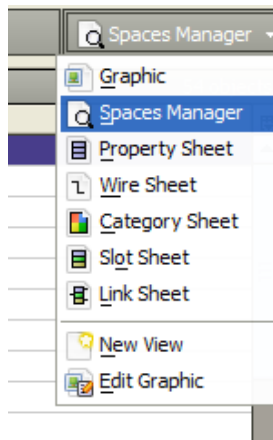 Spaces Manager
Graphic
Spaces Manager
Property Sheet
Wire Sheet
Category Sheet
Slot Sheet
Link Sheet
New View
Edit Graphic